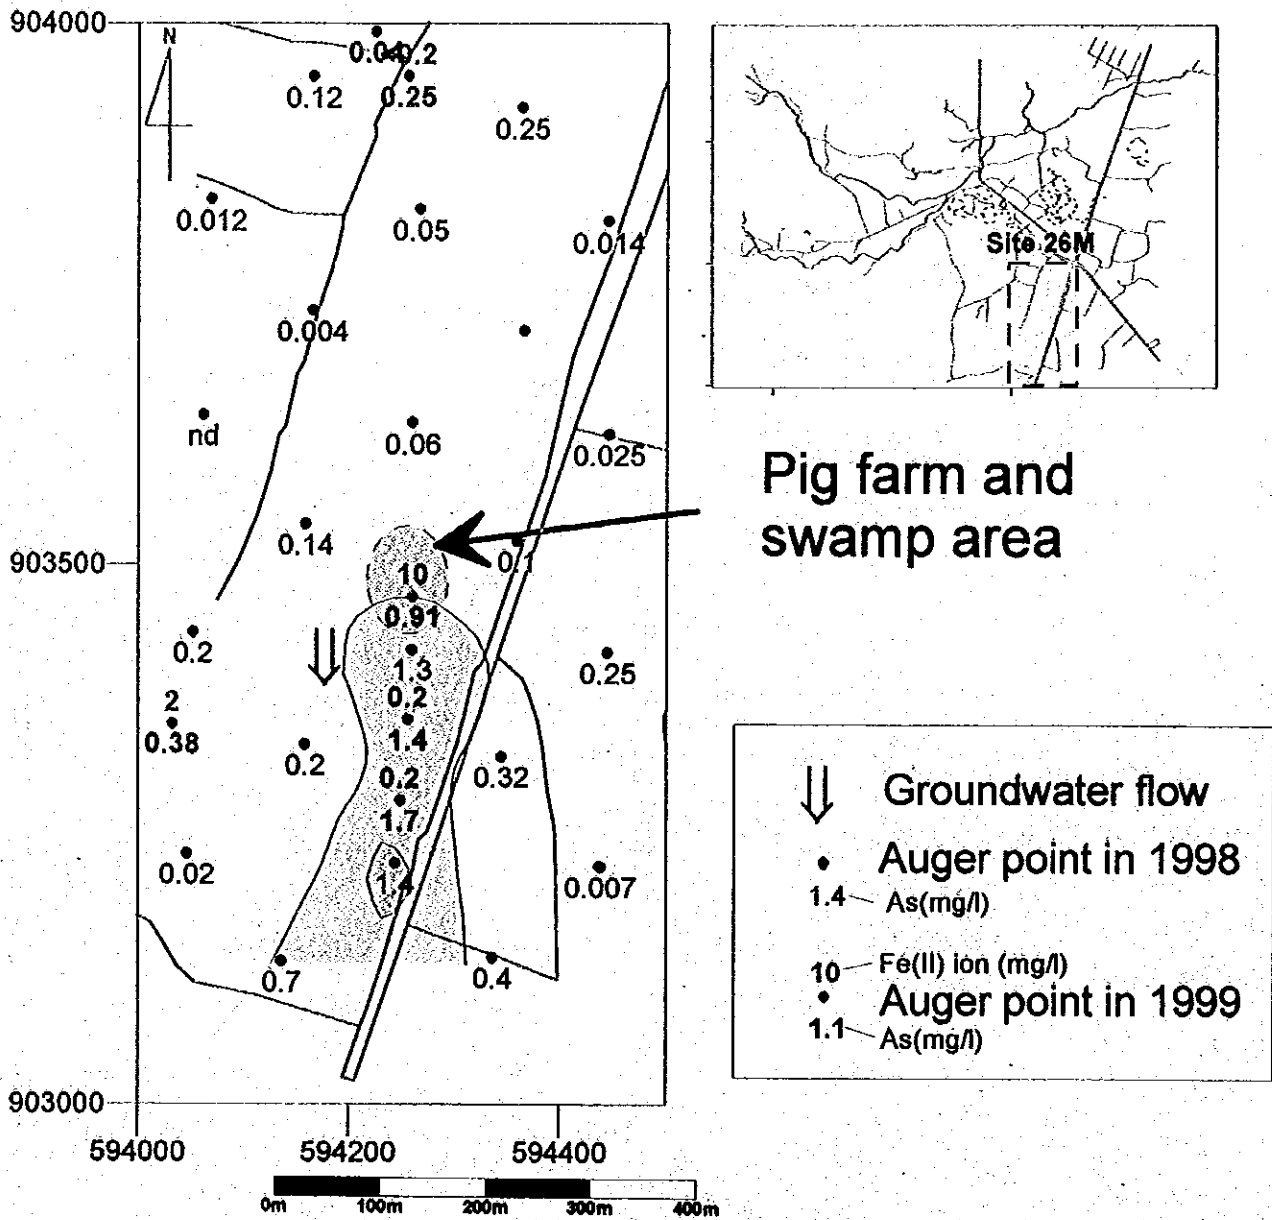 904000
N
0.04
0.2
0.12
0.25
0.25
0.012
0.05
0.014
Site 26M
0.004
nd
0.06
0.025
Pig farm and
swamp area
0.14
0.1
903500
10
0.91
0.2
1.3
0.25
0.2
2
0.38
0.2
1.4
0.32
0.2
1.7
0.02
1.4
0.007
0.7
0.4
Groundwater flow
Auger point in 1998
1.4
As(mg/l)
10
Fe(II) ion (mg/l)
Auger point in 1999
1.1
As(mg/l)
903000
594000
594200
594400
0m
100m
200m
300m
400m